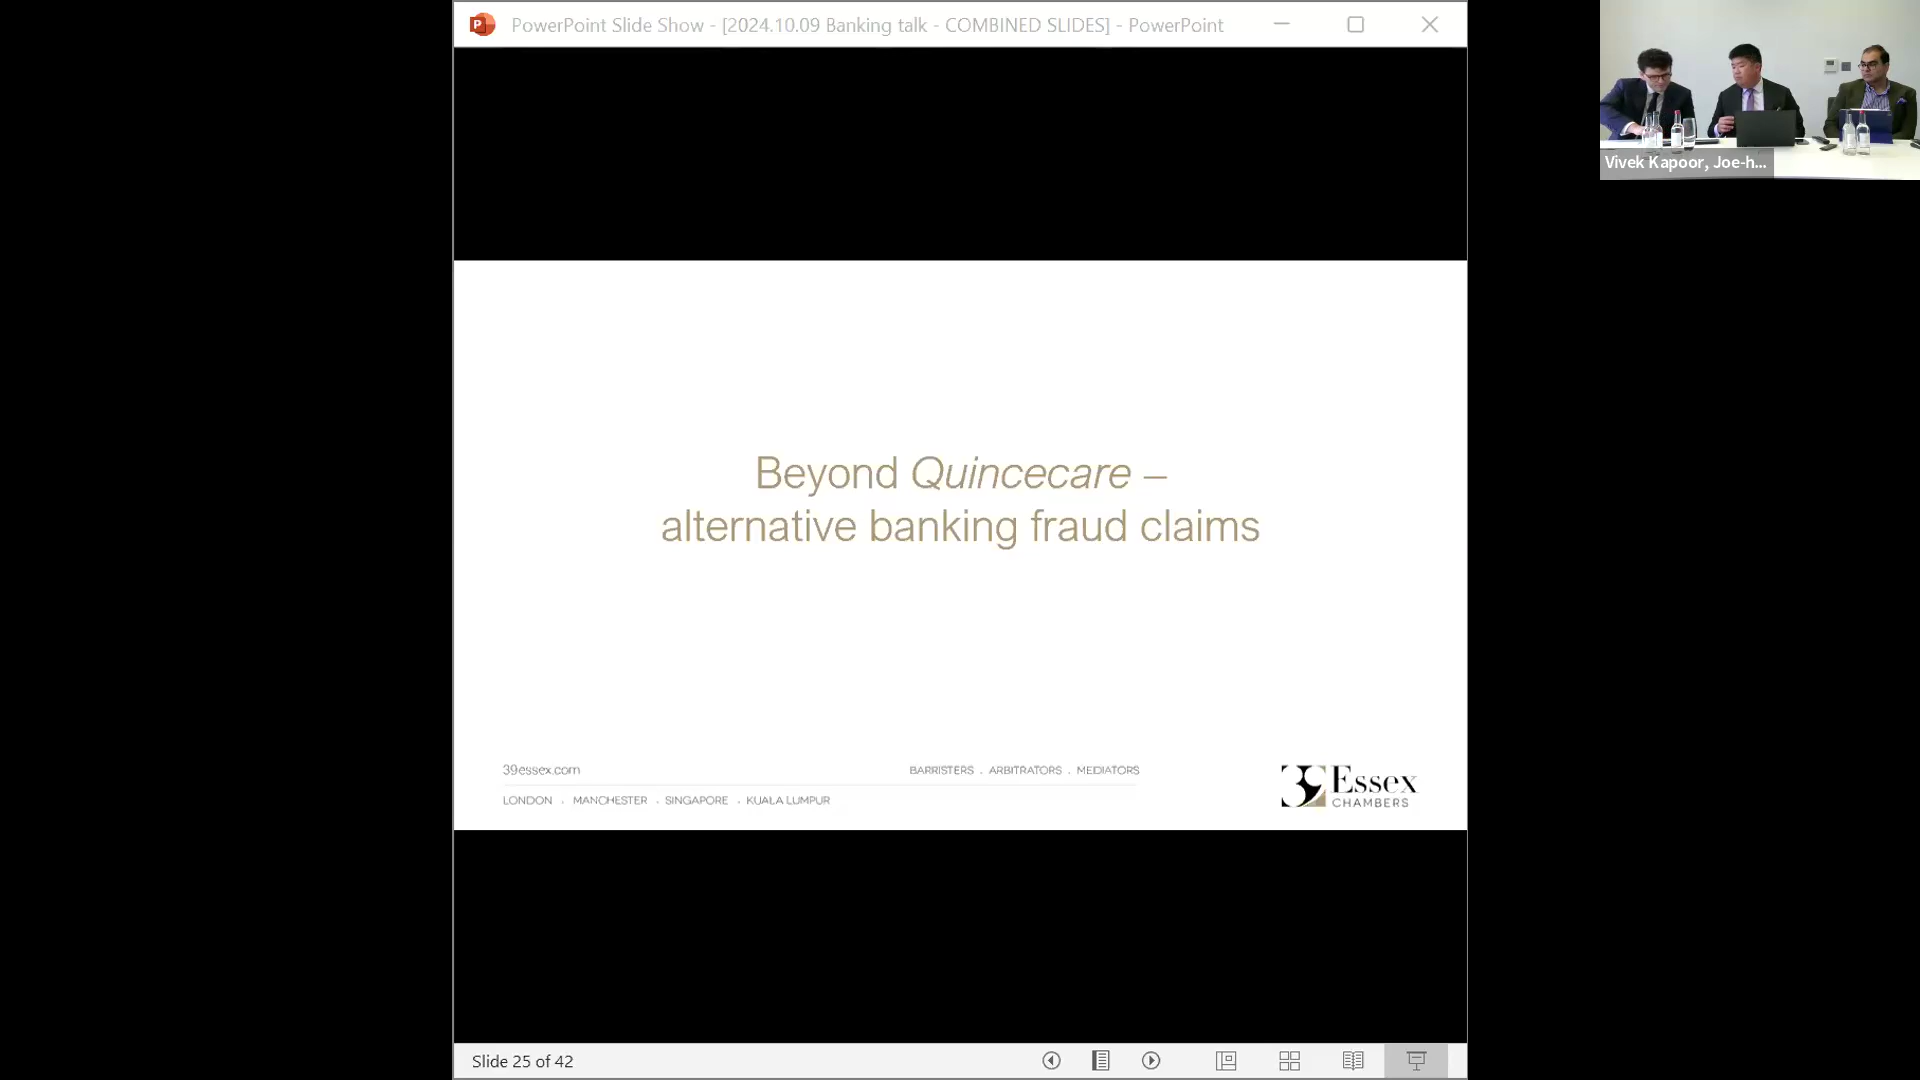 PowerPoint Slide Show - [2024.10.09 Banking talk - COMBINED SLIDES] - PowerPoint
Vivek Kapoor, Joe-h...
Beyond Quincecare –
alternative banking fraud claims
39essex.com
BARRISTERS . ARBITRATORS . MEDIATORS
LONDON . MANCHESTER . SINGAPORE . KUALA LUMPUR
39 Essex
CHAMBERS
Slide 25 of 42